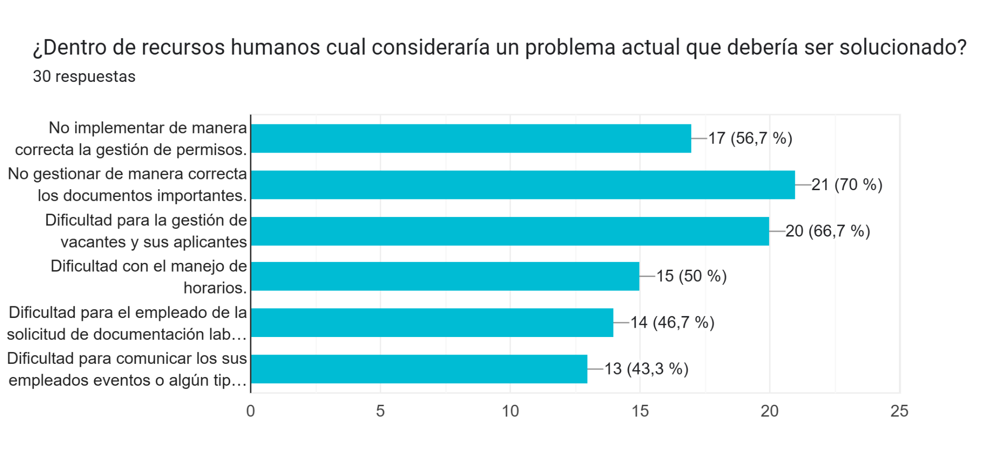 ¿Dentro de recursos humanos cual consideraría un problema actual que debería ser solucionado?
30 respuestas
No implementar de manera
correcta la gestión de permisos.
17 (56,7 %)
No gestionar de manera correcta
los documentos importantes.
21 (70 %)
Dificultad para la gestión de
vacantes y sus aplicantes
20 (66,7 %)
Dificultad con el manejo de
horarios.
15 (50 %)
Dificultad para el empleado de la
solicitud de documentación lab…
14 (46,7 %)
Dificultad para comunicar los sus
empleados eventos o algún tip…
13 (43,3 %)
0 5 10 15 20 25